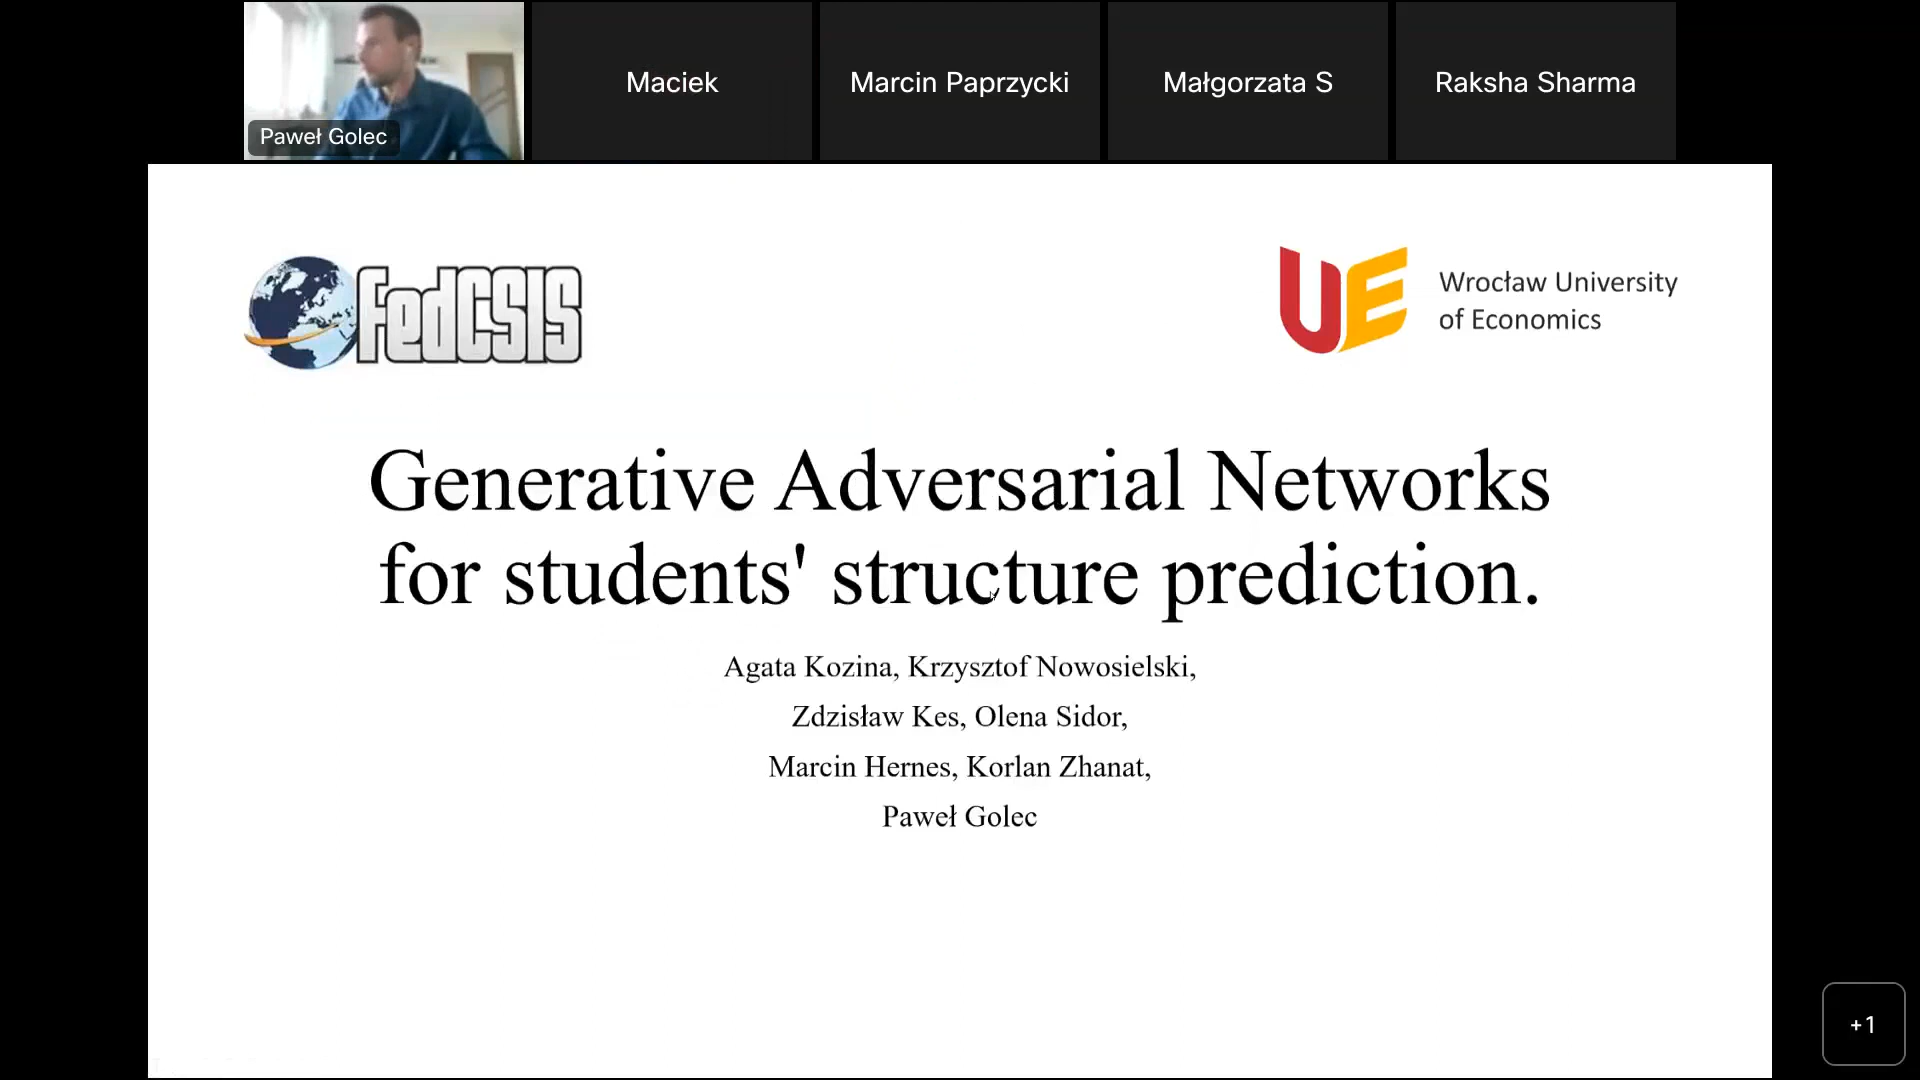 Paweł Golec
Maciek
Marcin Paprzycki
Małgorzata S
Raksha Sharma
FedCSIS
UE
Wrocław University
of Economics
Generative Adversarial Networks
for students' structure prediction.
Agata Kozina, Krzysztof Nowosielski,
Zdzisław Kes, Olena Sidor,
Marcin Hernes, Korlan Zhanat,
Paweł Golec
+1